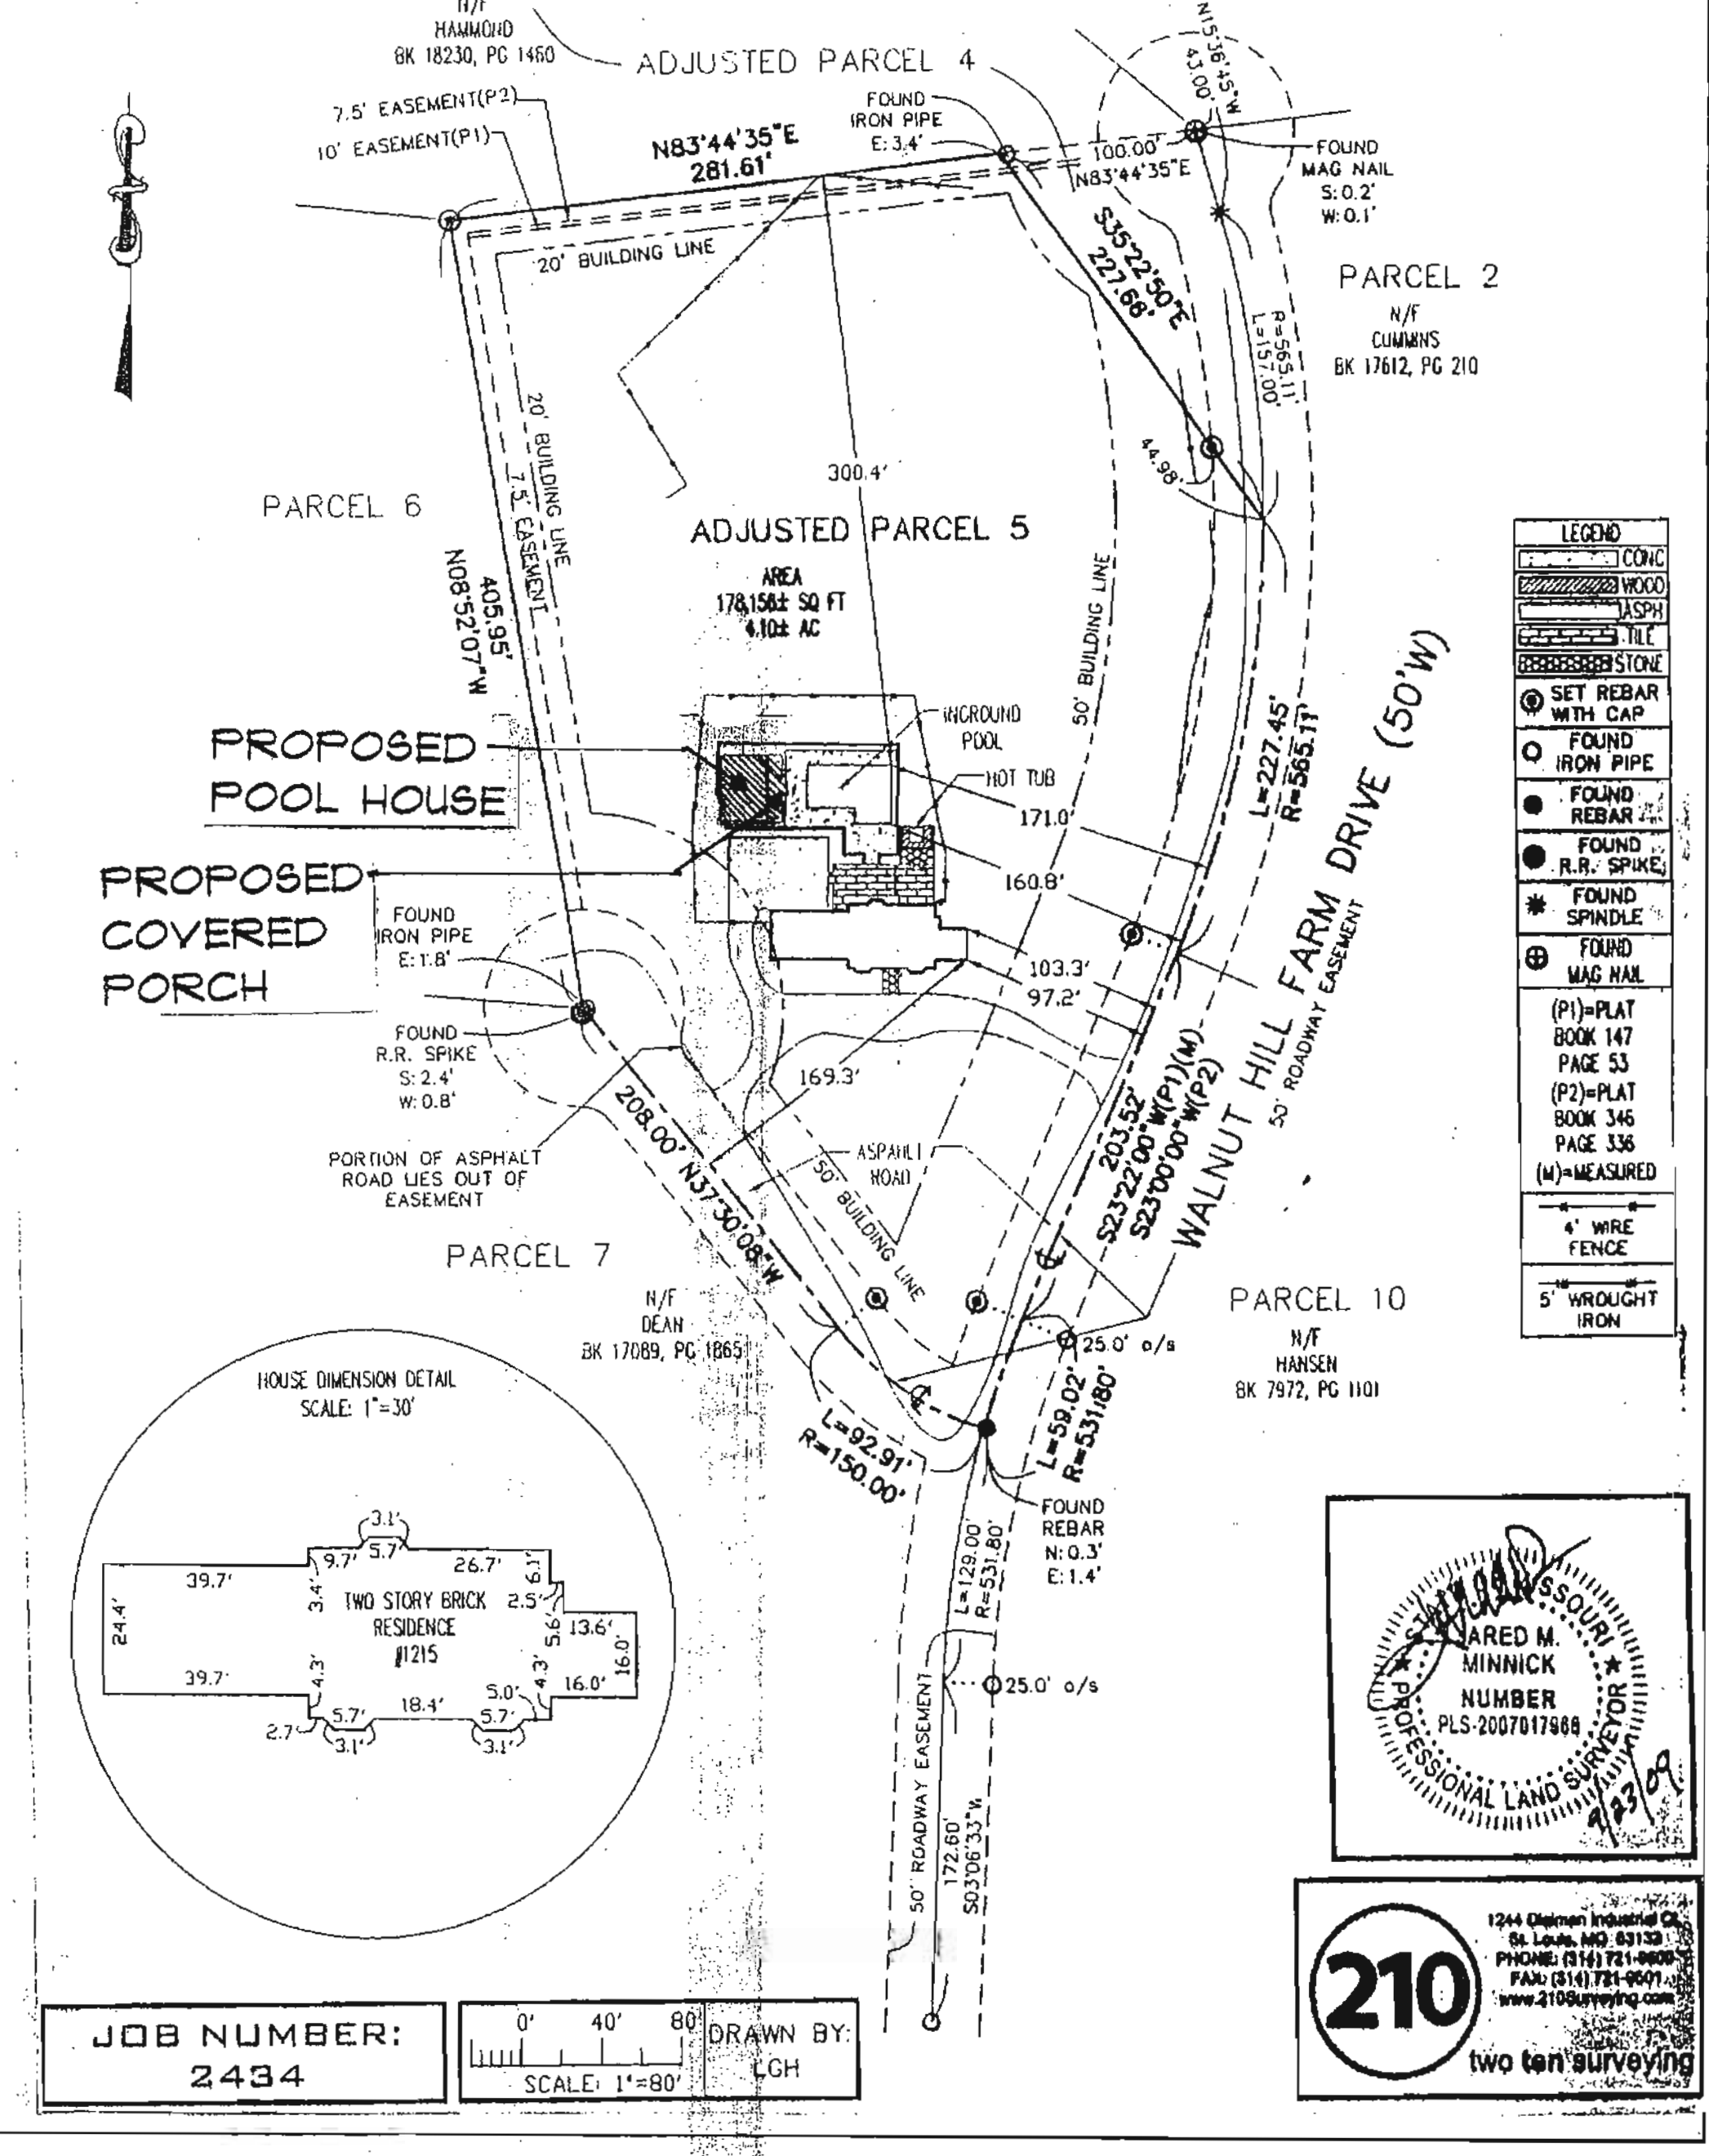 N/F
HAMMOND
BK 18230, PG 1460
ADJUSTED PARCEL 4
7.5' EASEMENT(P2)
10' EASEMENT(P1)
N83°44'35"E
281.61'
FOUND
IRON PIPE
E: 3.4'
N15°36'45"W
43.00'
100.00'
N83°44'35"E
FOUND
MAG NAIL
S: 0.2'
W: 0.1'
20' BUILDING LINE
S35°22'50"E
227.68'
PARCEL 2
N/F
CUMMINS
BK 17612, PG 210
R=565.11'
L=157.00'
44.98'
20' BUILDING LINE
7.5' EASEMENT
PARCEL 6
405.95'
N08°52'07"W
300.4'
ADJUSTED PARCEL 5
AREA
178,156± SQ FT
4.10± AC
50' BUILDING LINE
PROPOSED
POOL HOUSE
INGROUND
POOL
HOT TUB
171.0'
160.8'
L=227.45'
R=565.11'
PROPOSED
COVERED
PORCH
FOUND
IRON PIPE
E: 1.8'
103.3'
97.2'
FOUND
R.R. SPIKE
S: 2.4'
W: 0.8'
169.3'
208.00' N37°30'08"W
PORTION OF ASPHALT
ROAD LIES OUT OF
EASEMENT
ASPHALT
ROAD
50' BUILDING LINE
203.52'
S23°22'00"W(P1)(M)
S23°00'00"W(P2)
WALNUT HILL FARM DRIVE (50'W)
50' ROADWAY EASEMENT
PARCEL 7
N/F
DEAN
BK 17089, PG 1865
PARCEL 10
N/F
HANSEN
BK 7972, PG 1101
25.0' o/s
L=59.02'
R=531.80'
L=92.91'
R=150.00'
FOUND
REBAR
N: 0.3'
E: 1.4'
L=129.00'
R=531.80'
25.0' o/s
50' ROADWAY EASEMENT
172.60'
S03°06'33"W
LEGEND
CONC
WOOD
ASPH
TILE
STONE
SET REBAR
WITH CAP
FOUND
IRON PIPE
FOUND
REBAR
FOUND
R.R. SPIKE
FOUND
SPINDLE
FOUND
MAG NAIL
(P1)=PLAT
BOOK 147
PAGE 53
(P2)=PLAT
BOOK 346
PAGE 336
(M)=MEASURED
4' WIRE
FENCE
5' WROUGHT
IRON
HOUSE DIMENSION DETAIL
SCALE: 1"=30'
3.1'
9.7'
5.7'
26.7'
6.1'
39.7'
3.4'
2.5'
24.4'
TWO STORY BRICK
RESIDENCE
#1215
5.6'
13.6'
16.0'
39.7'
4.3'
4.3'
16.0'
2.7'
5.7'
18.4'
5.0'
5.7'
3.1'
3.1'
MISSOURI
JARED M.
MINNICK
NUMBER
PLS-2007017966
PROFESSIONAL LAND SURVEYOR
9/23/09
210
St. Louis, MO 63132
www.210Surveying.com
two ten surveying
JOB NUMBER:
2434
0' 40' 80'
SCALE: 1"=80'
DRAWN BY:
LGH